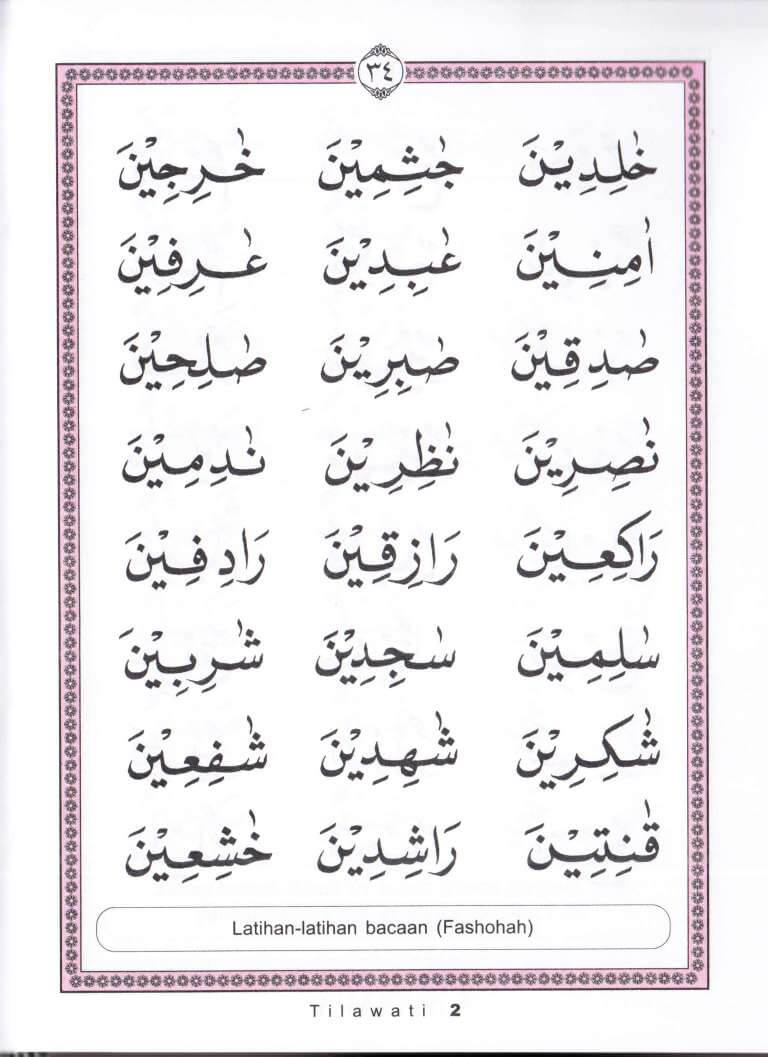 ٣٤
خٰلِدِيْنَ جٰثِمِيْنَ خٰرِجِيْنَ
اٰمِنِيْنَ عٰبِدِيْنَ عٰرِفِيْنَ
صٰدِقِيْنَ صٰبِرِيْنَ صٰلِحِيْنَ
نٰصِرِيْنَ نٰظِرِيْنَ نٰدِمِيْنَ
رَاكِعِيْنَ رَازِقِيْنَ رَادِفِيْنَ
سٰلِمِيْنَ سٰجِدِيْنَ شٰرِبِيْنَ
شٰكِرِيْنَ شٰهِدِيْنَ شٰفِعِيْنَ
قٰنِتِيْنَ رَاشِدِيْنَ خٰشِعِيْنَ
Latihan-latihan bacaan (Fashohah)
Tilawati 2